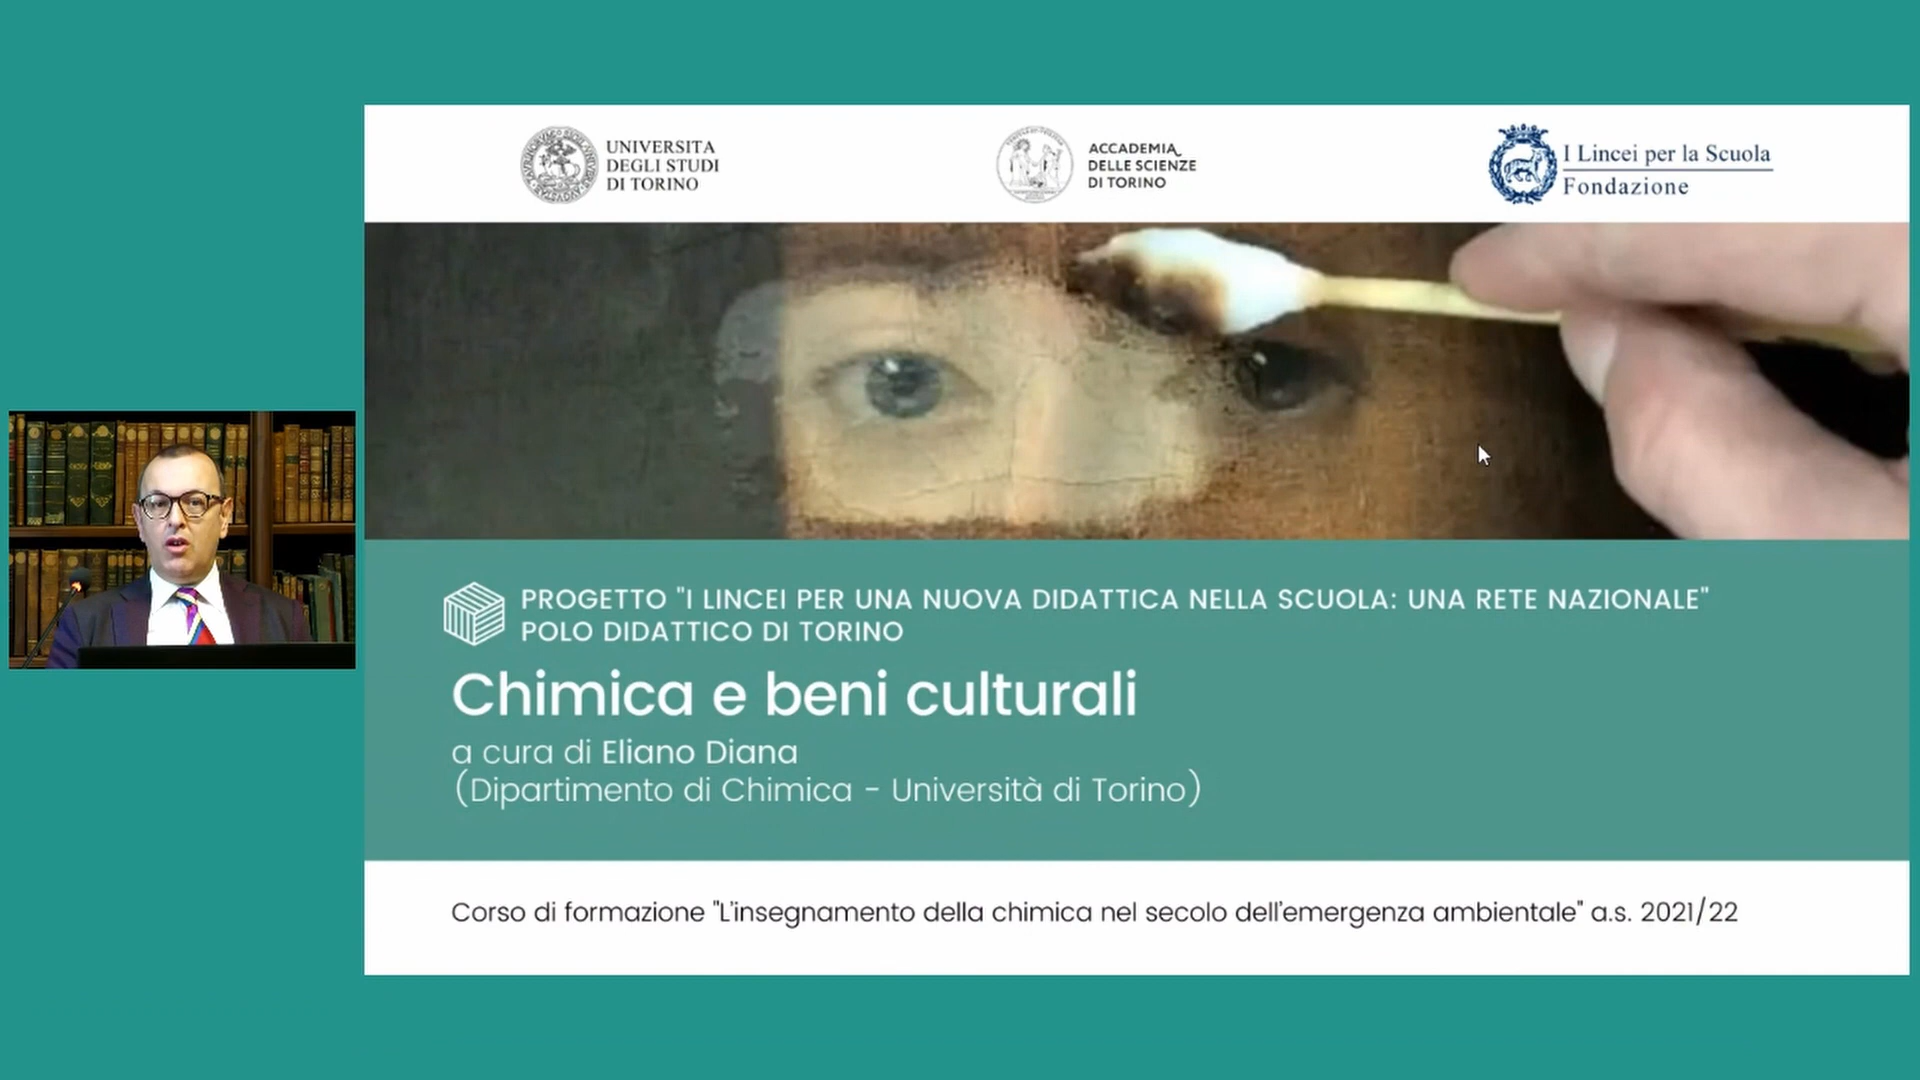 UNIVERSITA
DEGLI STUDI
DI TORINO
ACCADEMIA
DELLE SCIENZE
DI TORINO
I Lincei per la Scuola
Fondazione
PROGETTO "I LINCEI PER UNA NUOVA DIDATTICA NELLA SCUOLA: UNA RETE NAZIONALE"
POLO DIDATTICO DI TORINO
Chimica e beni culturali
a cura di Eliano Diana
(Dipartimento di Chimica - Università di Torino)
Corso di formazione "L'insegnamento della chimica nel secolo dell'emergenza ambientale" a.s. 2021/22